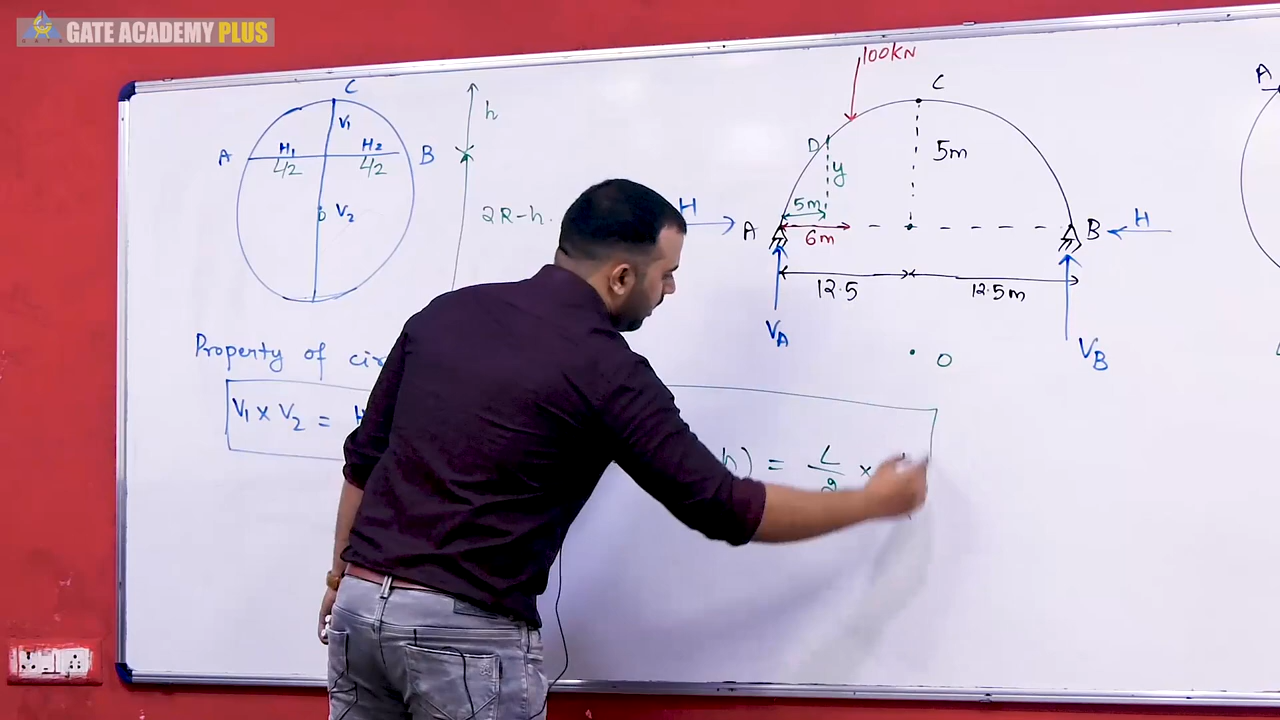 GATE ACADEMY PLUS
C
V1
H1
H2
A
B
L/2
L/2
V2
h
2R-h.
Property of
V1 × V2 =
h) = L/2 ×
100KN
C
D
y
5m
5m
H
A
6m
B
H
12.5
12.5m
VA
VB
O
A